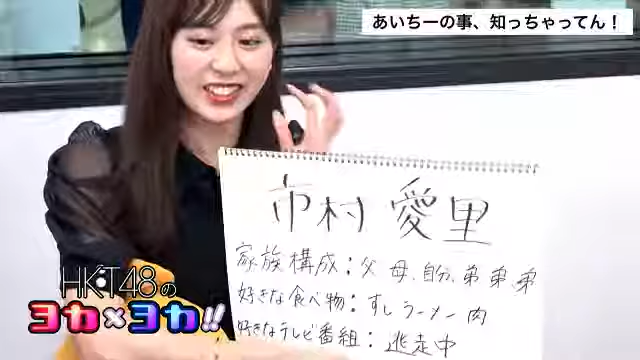 あいちーの事、知っちゃってん！
市村愛里
家族構成：父 母、自分、弟 弟、弟
好きな食べ物：すし ラーメン 肉
好きなテレビ番組：逃走中
HKT48の
ヨカ×ヨカ!!